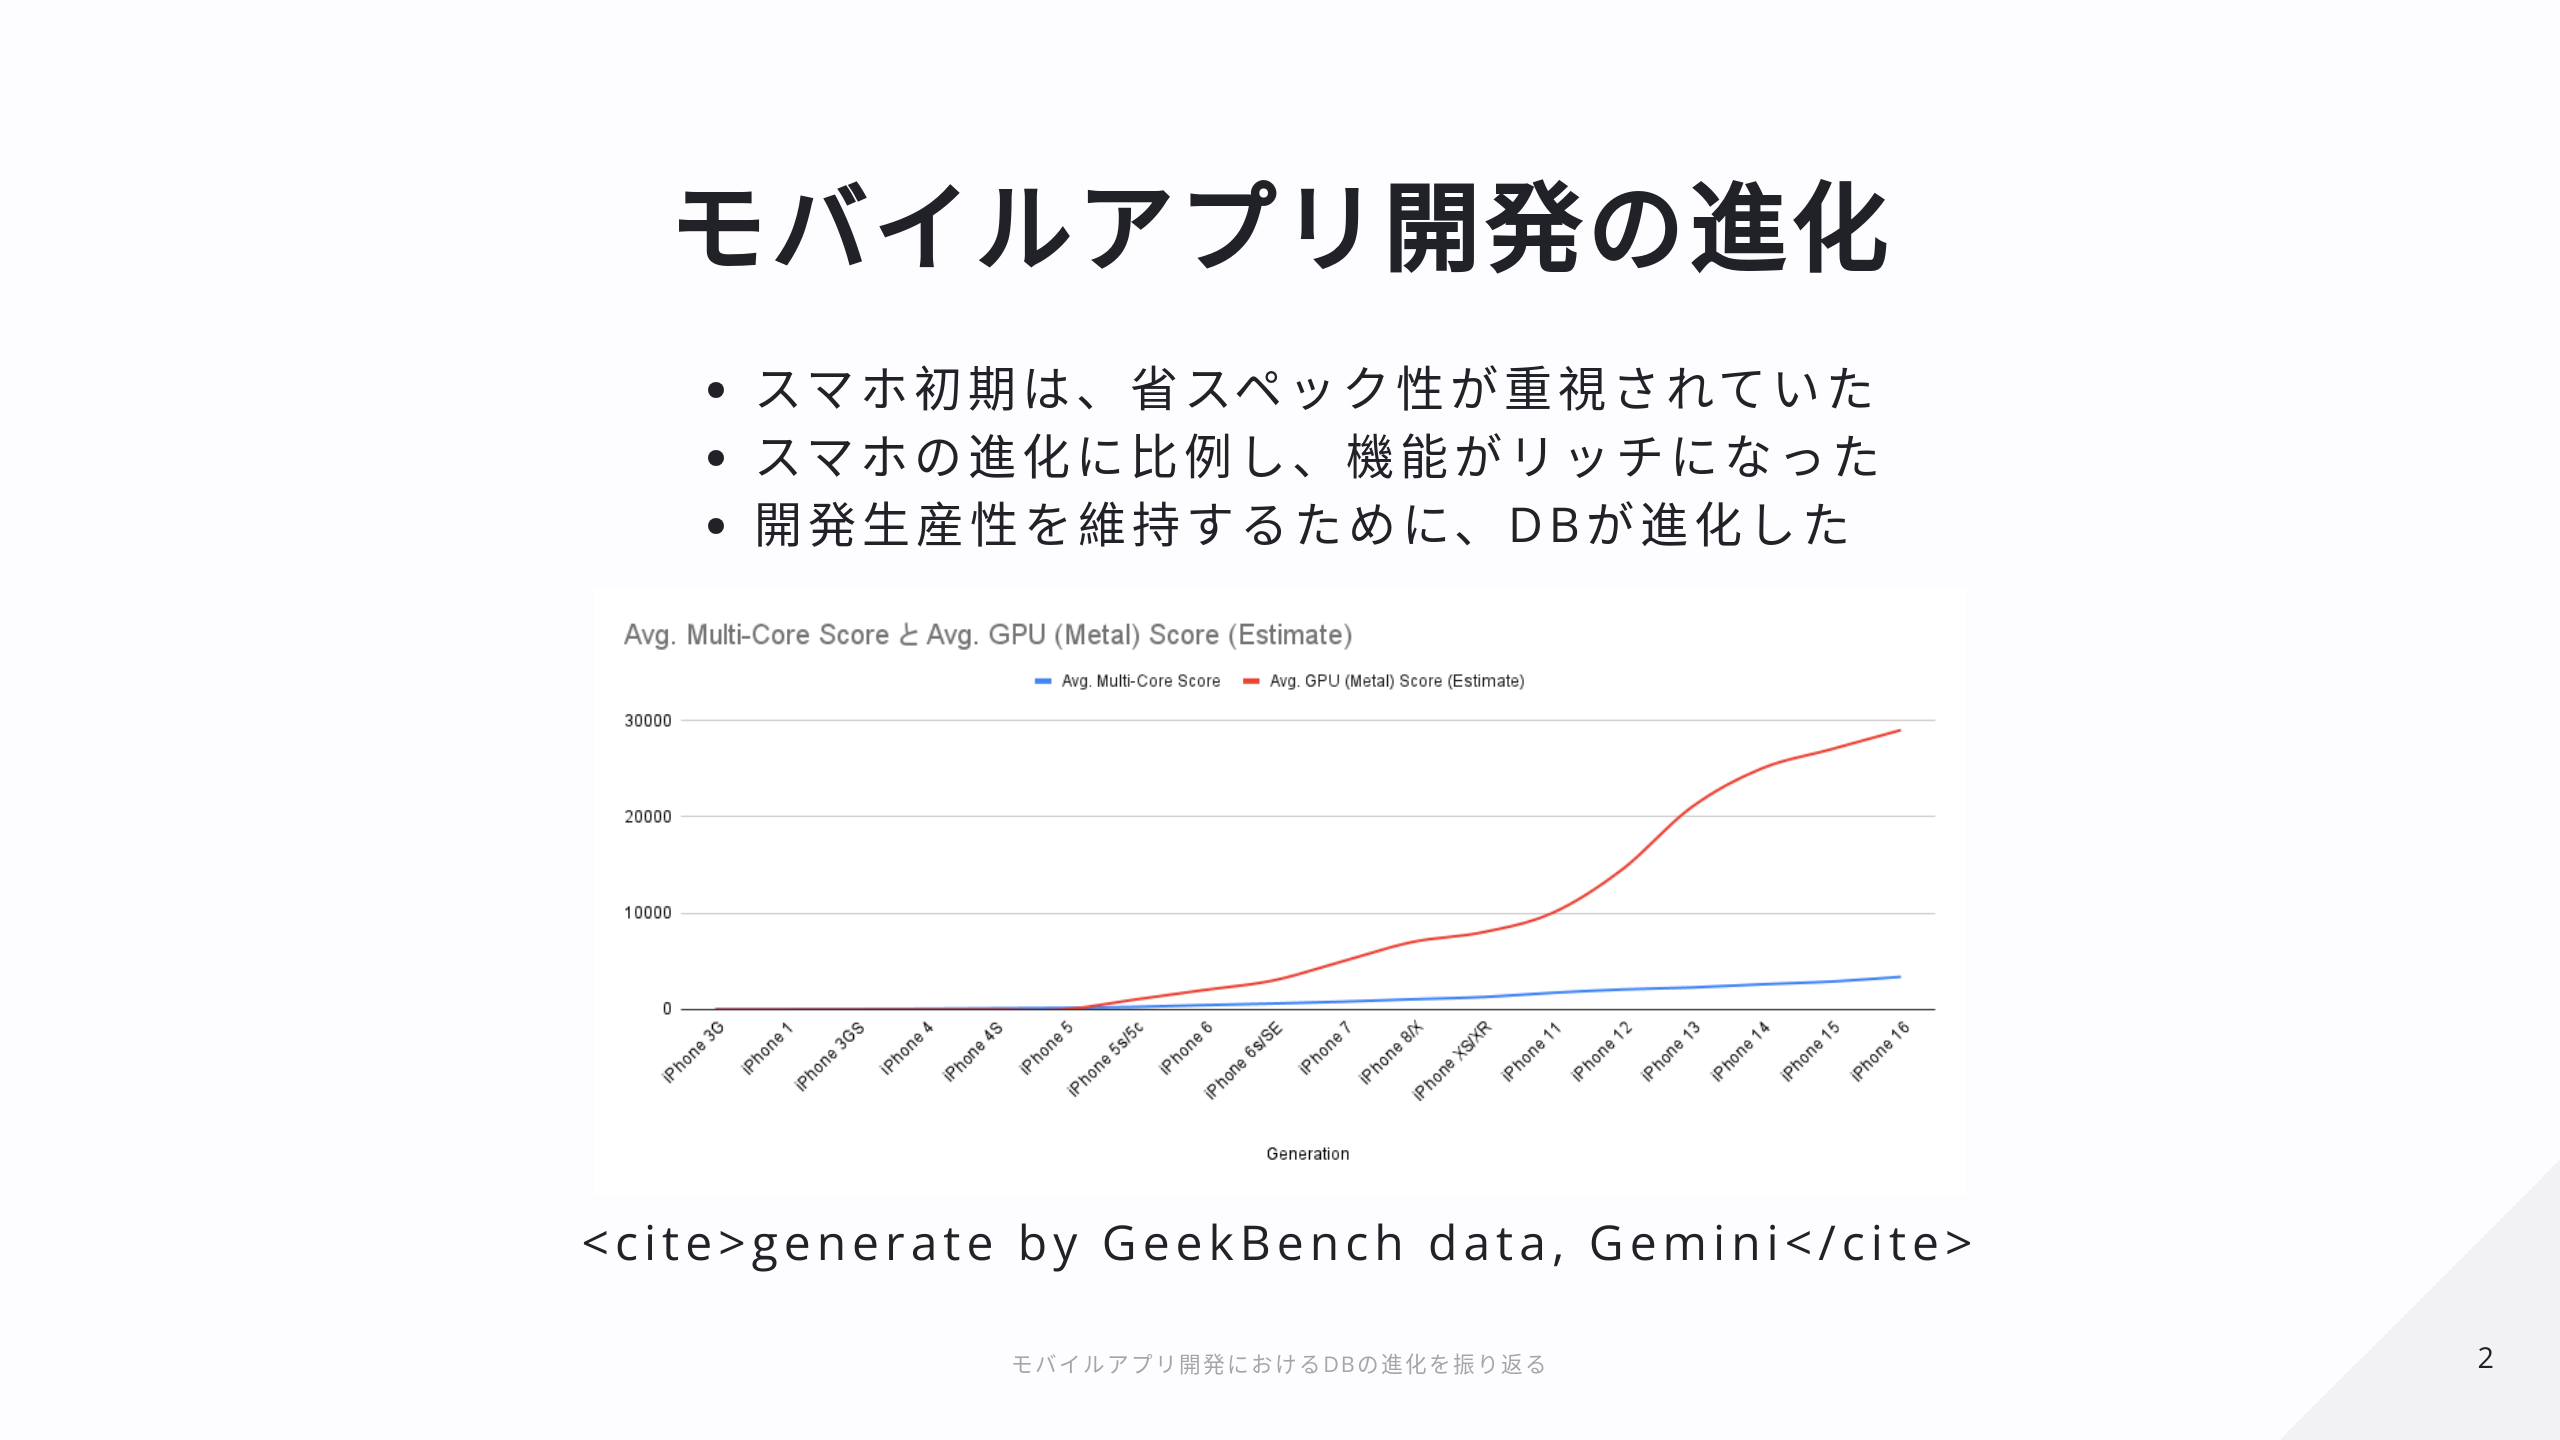 モバイルアプリ開発の進化
• スマホ初期は、省スペック性が重視されていた
• スマホの進化に比例し、機能がリッチになった
• 開発生産性を維持するために、DBが進化した
Avg. Multi-Core Score と Avg. GPU (Metal) Score (Estimate)
Avg. Multi-Core Score Avg. GPU (Metal) Score (Estimate)
30000
20000
10000
0
iPhone 3G
iPhone 1
iPhone 3GS
iPhone 4
iPhone 4S
iPhone 5
iPhone 5s/5c
iPhone 6
iPhone 6s/SE
iPhone 7
iPhone 8/X
iPhone XS/XR
iPhone 11
iPhone 12
iPhone 13
iPhone 14
iPhone 15
iPhone 16
Generation
<cite>generate by GeekBench data, Gemini</cite>
モバイルアプリ開発におけるDBの進化を振り返る
2